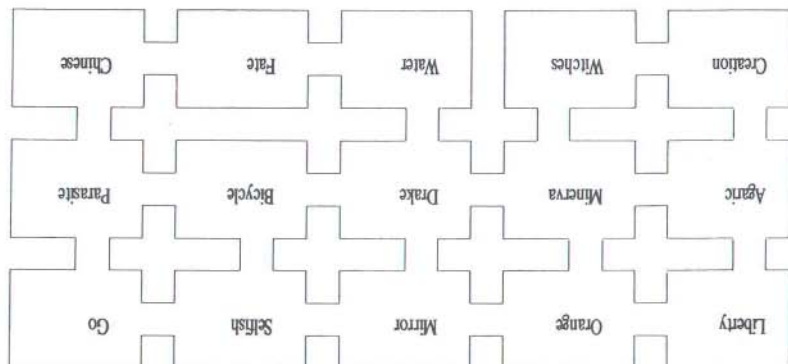 Liberty Orange Mirror Selfish Go
Agaric Minerva Drake Bicycle Parasite
Creation Witches Water Fate Chinese